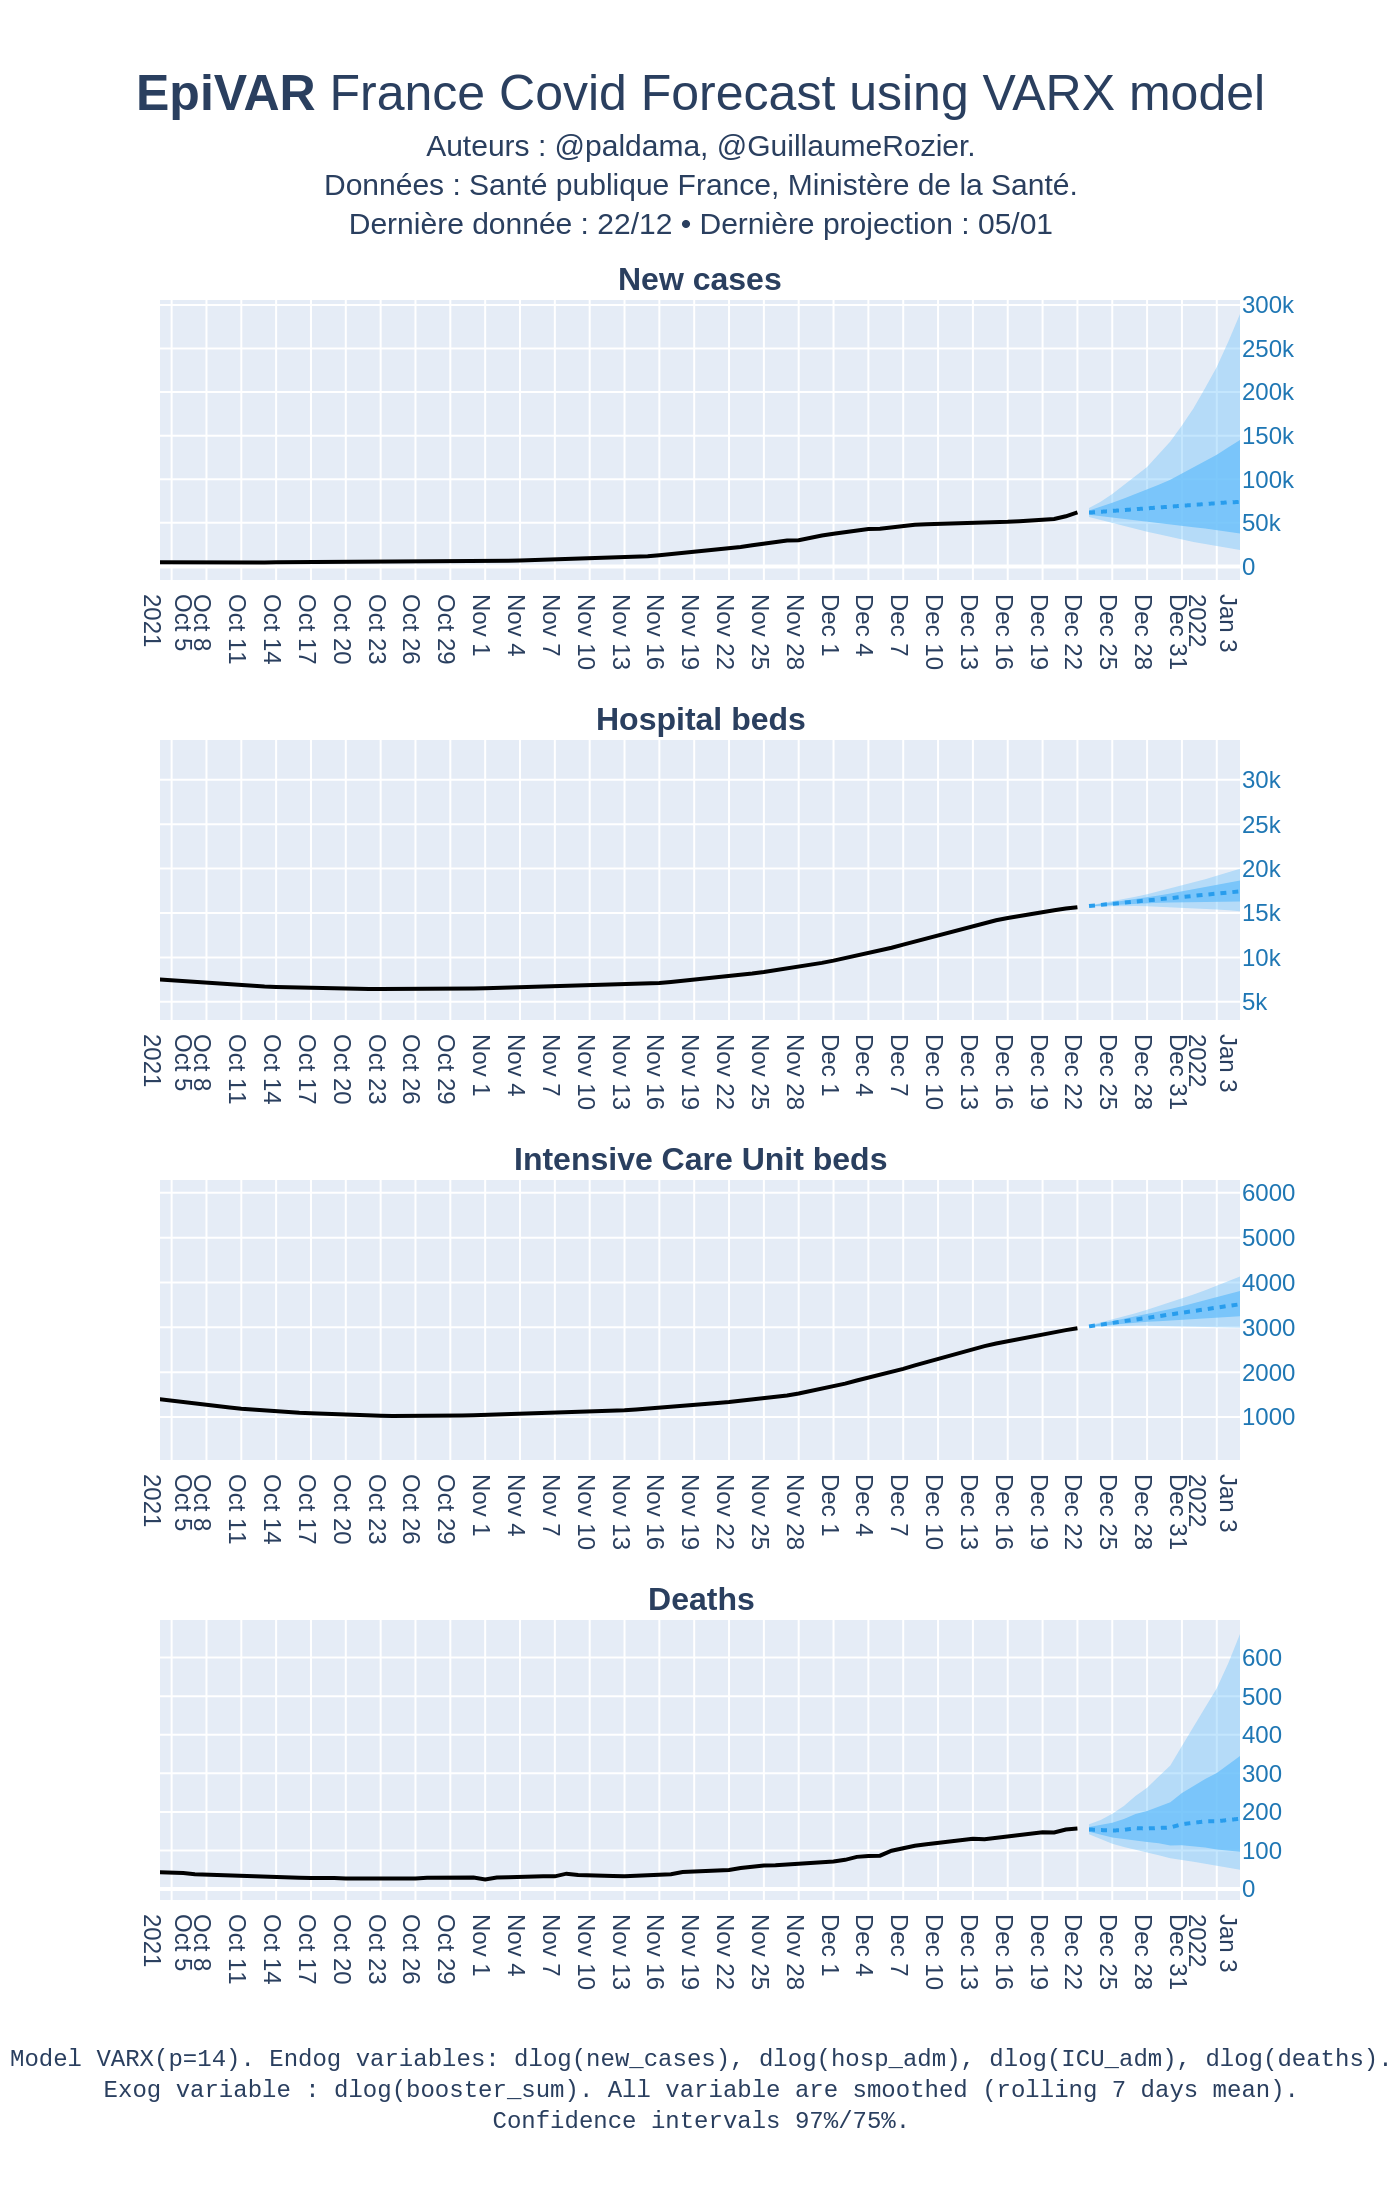 EpiVAR France Covid Forecast using VARX model
Auteurs : @paldama, @GuillaumeRozier.
Données : Santé publique France, Ministère de la Santé.
Dernière donnée : 22/12 • Dernière projection : 05/01
New cases
300k
250k
200k
150k
100k
50k
0
2021 Oct 5 Oct 8 Oct 11 Oct 14 Oct 17 Oct 20 Oct 23 Oct 26 Oct 29 Nov 1 Nov 4 Nov 7 Nov 10 Nov 13 Nov 16 Nov 19 Nov 22 Nov 25 Nov 28 Dec 1 Dec 4 Dec 7 Dec 10 Dec 13 Dec 16 Dec 19 Dec 22 Dec 25 Dec 28 Dec 31 2022 Jan 3
Hospital beds
30k
25k
20k
15k
10k
5k
2021 Oct 5 Oct 8 Oct 11 Oct 14 Oct 17 Oct 20 Oct 23 Oct 26 Oct 29 Nov 1 Nov 4 Nov 7 Nov 10 Nov 13 Nov 16 Nov 19 Nov 22 Nov 25 Nov 28 Dec 1 Dec 4 Dec 7 Dec 10 Dec 13 Dec 16 Dec 19 Dec 22 Dec 25 Dec 28 Dec 31 2022 Jan 3
Intensive Care Unit beds
6000
5000
4000
3000
2000
1000
2021 Oct 5 Oct 8 Oct 11 Oct 14 Oct 17 Oct 20 Oct 23 Oct 26 Oct 29 Nov 1 Nov 4 Nov 7 Nov 10 Nov 13 Nov 16 Nov 19 Nov 22 Nov 25 Nov 28 Dec 1 Dec 4 Dec 7 Dec 10 Dec 13 Dec 16 Dec 19 Dec 22 Dec 25 Dec 28 Dec 31 2022 Jan 3
Deaths
600
500
400
300
200
100
0
2021 Oct 5 Oct 8 Oct 11 Oct 14 Oct 17 Oct 20 Oct 23 Oct 26 Oct 29 Nov 1 Nov 4 Nov 7 Nov 10 Nov 13 Nov 16 Nov 19 Nov 22 Nov 25 Nov 28 Dec 1 Dec 4 Dec 7 Dec 10 Dec 13 Dec 16 Dec 19 Dec 22 Dec 25 Dec 28 Dec 31 2022 Jan 3
Model VARX(p=14). Endog variables: dlog(new_cases), dlog(hosp_adm), dlog(ICU_adm), dlog(deaths).
Exog variable : dlog(booster_sum). All variable are smoothed (rolling 7 days mean).
Confidence intervals 97%/75%.